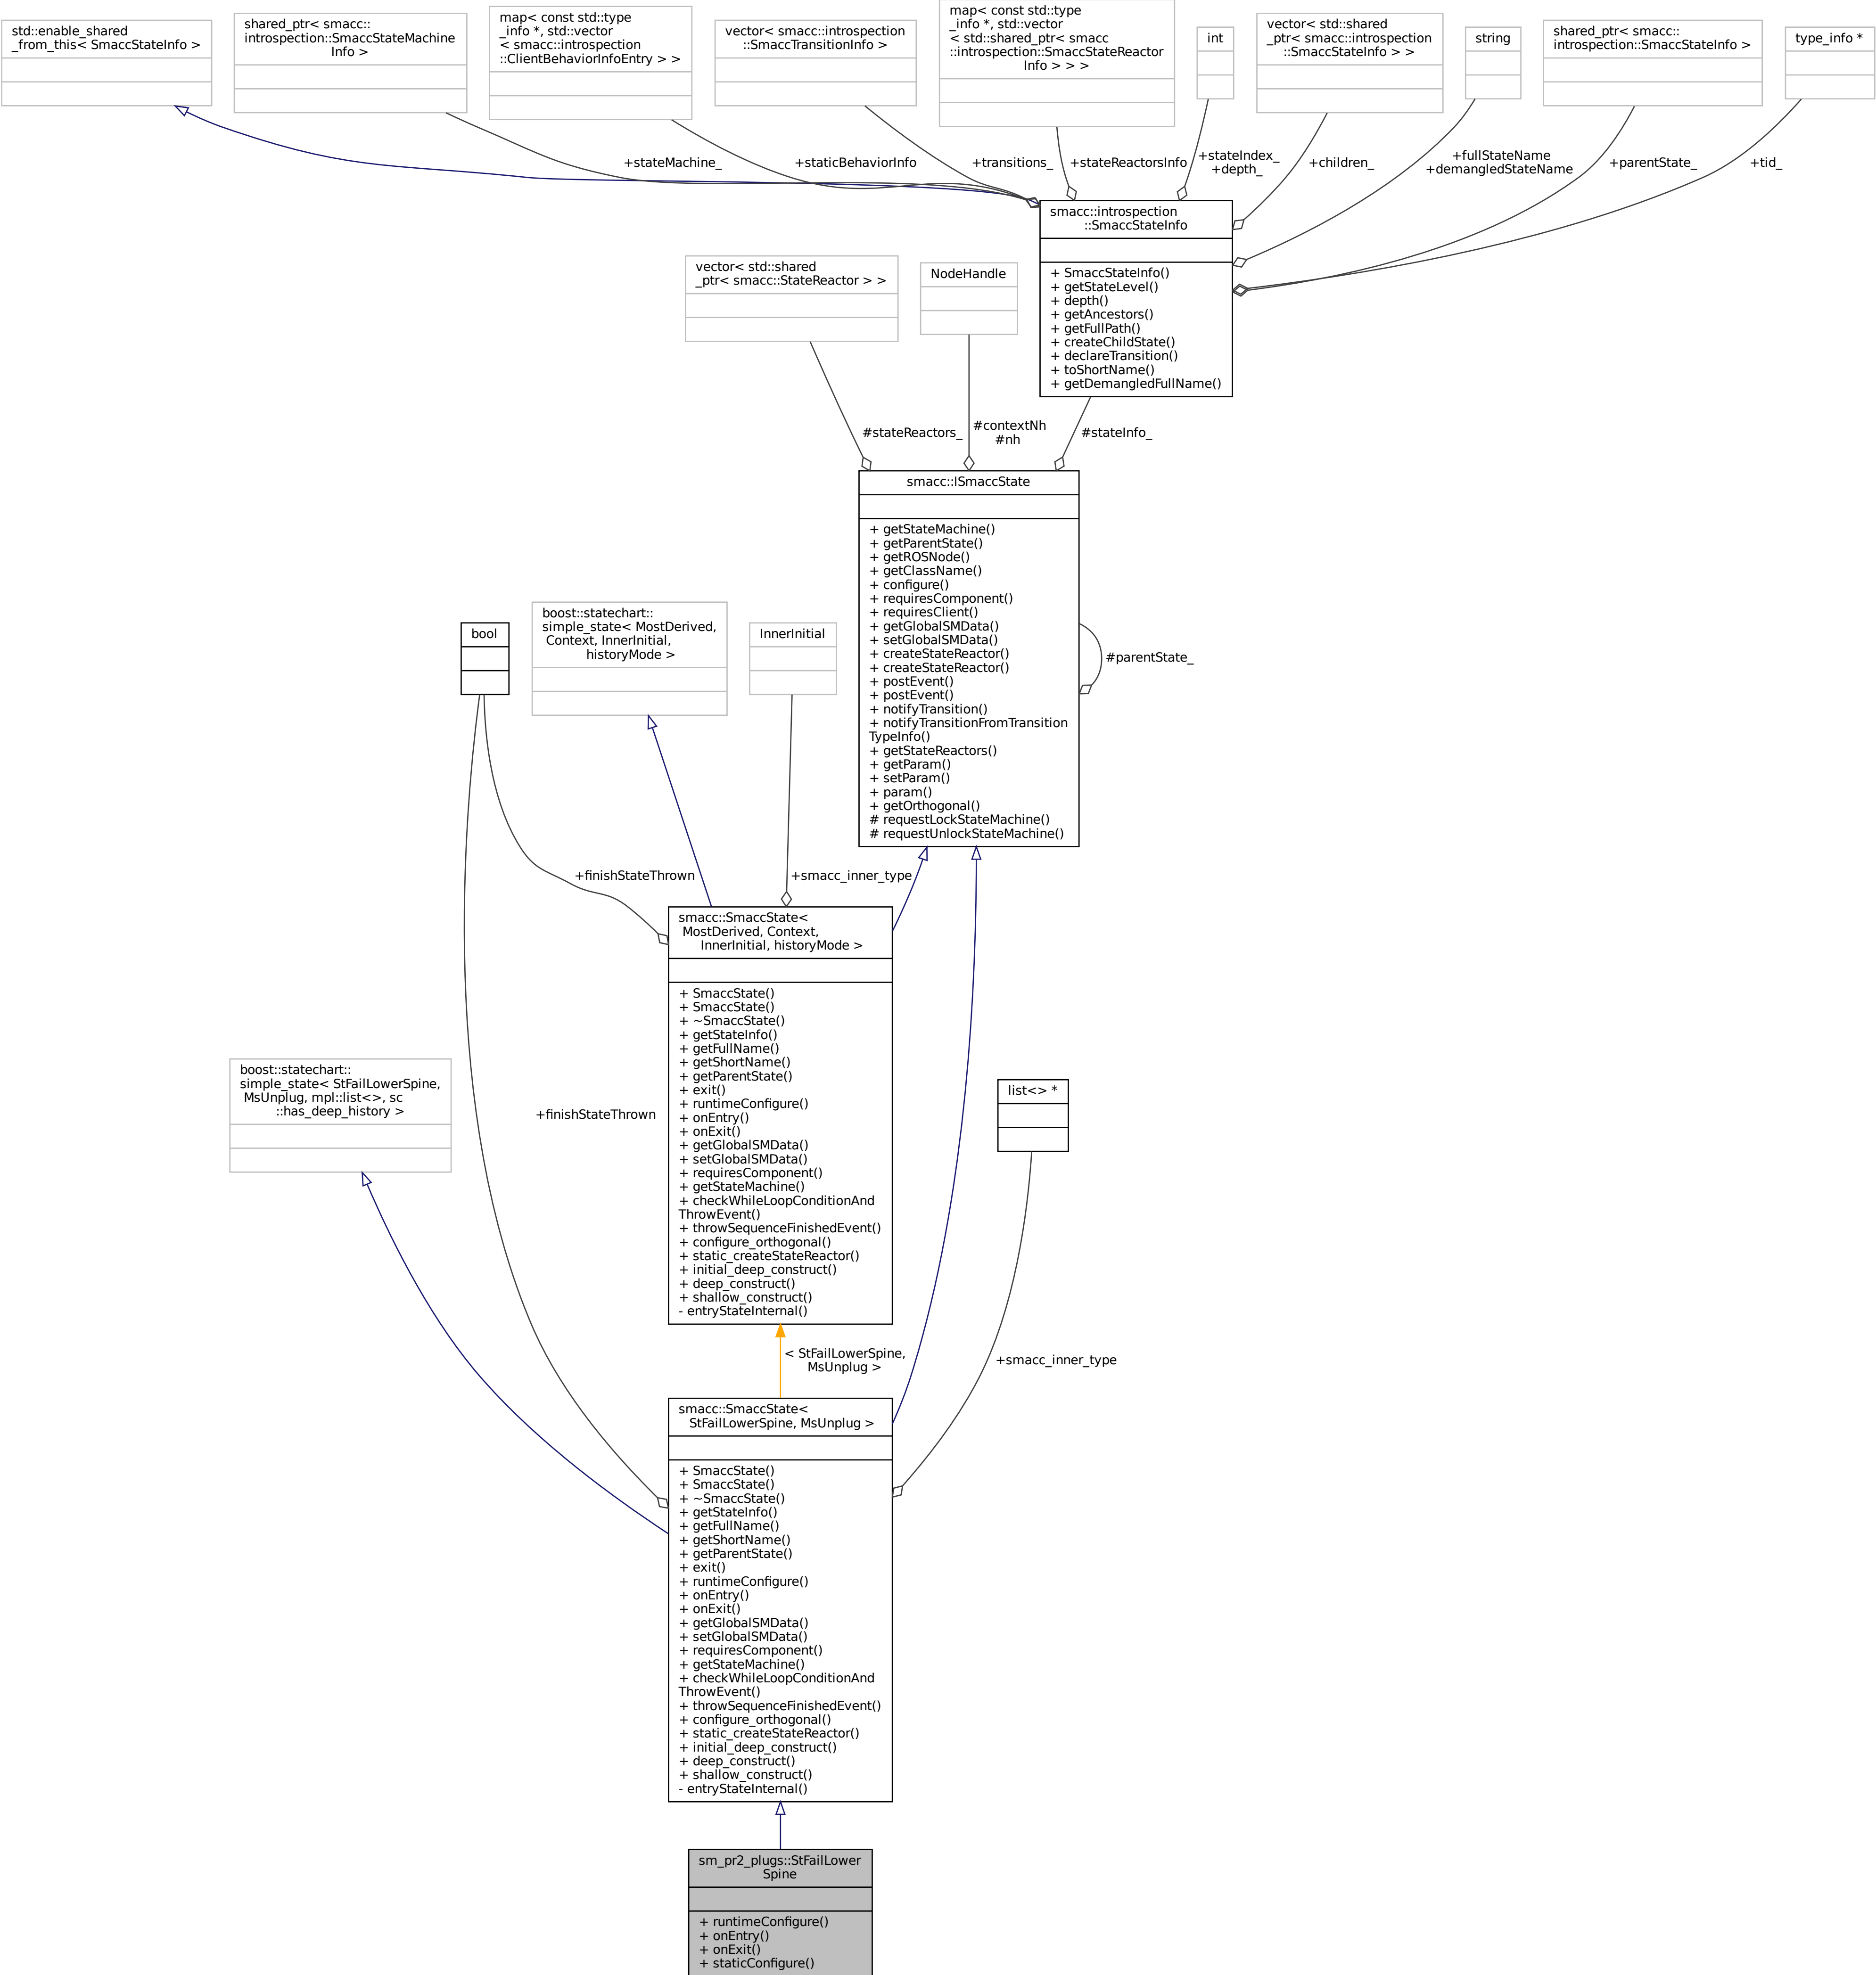 std::enable_shared
_from_this< SmaccStateInfo >
shared_ptr< smacc::
introspection::SmaccStateMachine
Info >
map< const std::type
_info *, std::vector
< smacc::introspection
::ClientBehaviorInfoEntry > >
vector< smacc::introspection
::SmaccTransitionInfo >
map< const std::type
_info *, std::vector
< std::shared_ptr< smacc
::introspection::SmaccStateReactor
Info > > >
int
vector< std::shared
_ptr< smacc::introspection
::SmaccStateInfo > >
string
shared_ptr< smacc::
introspection::SmaccStateInfo >
type_info *
+stateMachine_
+staticBehaviorInfo
+transitions_
+stateReactorsInfo
+stateIndex_
+depth_
+children_
+fullStateName
+demangledStateName
+parentState_
+tid_
smacc::introspection
::SmaccStateInfo
+ SmaccStateInfo()
+ getStateLevel()
+ depth()
+ getAncestors()
+ getFullPath()
+ createChildState()
+ declareTransition()
+ toShortName()
+ getDemangledFullName()
vector< std::shared
_ptr< smacc::StateReactor > >
NodeHandle
#stateReactors_
#contextNh
#nh
#stateInfo_
smacc::ISmaccState
+ getStateMachine()
+ getParentState()
+ getROSNode()
+ getClassName()
+ configure()
+ requiresComponent()
+ requiresClient()
+ getGlobalSMData()
+ setGlobalSMData()
+ createStateReactor()
+ createStateReactor()
+ postEvent()
+ postEvent()
+ notifyTransition()
+ notifyTransitionFromTransition
TypeInfo()
+ getStateReactors()
+ getParam()
+ setParam()
+ param()
+ getOrthogonal()
# requestLockStateMachine()
# requestUnlockStateMachine()
#parentState_
bool
boost::statechart::
simple_state< MostDerived,
Context, InnerInitial,
historyMode >
InnerInitial
+finishStateThrown
+smacc_inner_type
smacc::SmaccState<
MostDerived, Context,
InnerInitial, historyMode >
+ SmaccState()
+ SmaccState()
+ ~SmaccState()
+ getStateInfo()
+ getFullName()
+ getShortName()
+ getParentState()
+ exit()
+ runtimeConfigure()
+ onEntry()
+ onExit()
+ getGlobalSMData()
+ setGlobalSMData()
+ requiresComponent()
+ getStateMachine()
+ checkWhileLoopConditionAnd
ThrowEvent()
+ throwSequenceFinishedEvent()
+ configure_orthogonal()
+ static_createStateReactor()
+ initial_deep_construct()
+ deep_construct()
+ shallow_construct()
- entryStateInternal()
boost::statechart::
simple_state< StFailLowerSpine,
MsUnplug, mpl::list<>, sc
::has_deep_history >
+finishStateThrown
list<> *
< StFailLowerSpine,
MsUnplug >
+smacc_inner_type
smacc::SmaccState<
StFailLowerSpine, MsUnplug >
+ SmaccState()
+ SmaccState()
+ ~SmaccState()
+ getStateInfo()
+ getFullName()
+ getShortName()
+ getParentState()
+ exit()
+ runtimeConfigure()
+ onEntry()
+ onExit()
+ getGlobalSMData()
+ setGlobalSMData()
+ requiresComponent()
+ getStateMachine()
+ checkWhileLoopConditionAnd
ThrowEvent()
+ throwSequenceFinishedEvent()
+ configure_orthogonal()
+ static_createStateReactor()
+ initial_deep_construct()
+ deep_construct()
+ shallow_construct()
- entryStateInternal()
sm_pr2_plugs::StFailLower
Spine
+ runtimeConfigure()
+ onEntry()
+ onExit()
+ staticConfigure()